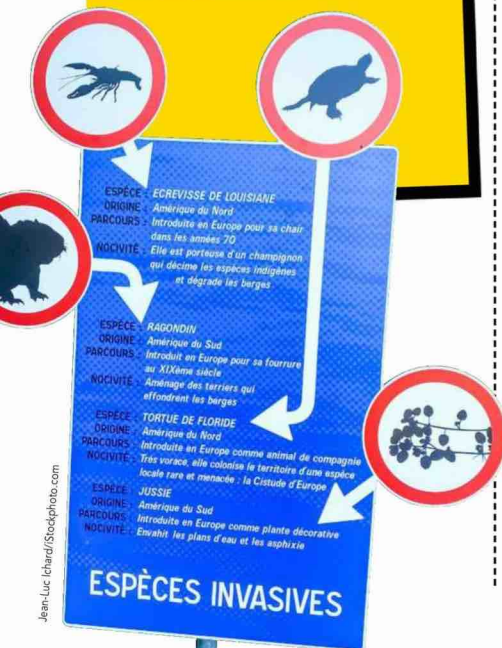 ESPÈCE : ECREVISSE DE LOUISIANE
ORIGINE : Amérique du Nord
PARCOURS : Introduite en Europe pour sa chair
dans les années 70
NOCIVITÉ : Elle est porteuse d'un champignon
qui décime les espèces indigènes
et dégrade les berges
ESPÈCE : RAGONDIN
ORIGINE : Amérique du Sud
PARCOURS : Introduit en Europe pour sa fourrure
au XIXème siècle
NOCIVITÉ : Aménage des terriers qui
effondrent les berges
ESPÈCE : TORTUE DE FLORIDE
ORIGINE : Amérique du Nord
PARCOURS : Introduite en Europe comme animal de compagnie
NOCIVITÉ : Très vorace, elle colonise le territoire d'une espèce
locale rare et menacée : la Cistude d'Europe
ESPÈCE : JUSSIE
ORIGINE : Amérique du Sud
PARCOURS : Introduite en Europe comme plante décorative
NOCIVITÉ : Envahit les plans d'eau et les asphixie
ESPÈCES INVASIVES
Jean-Luc Ichard/iStockphoto.com